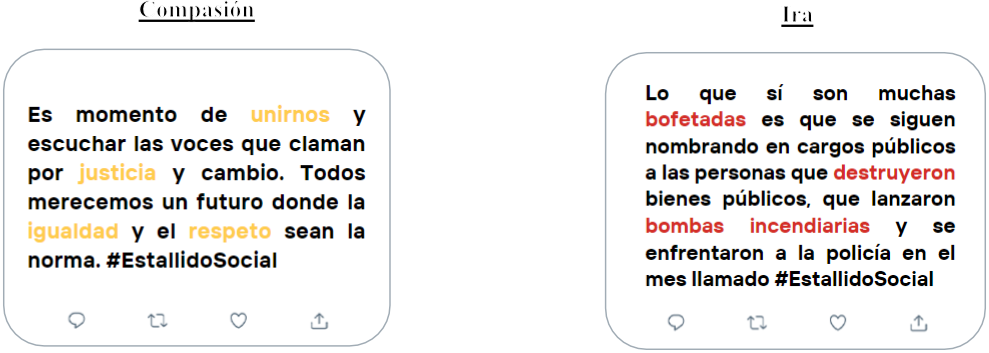 Compasión
Es momento de unirnos y
escuchar las voces que claman
por justicia y cambio. Todos
merecemos un futuro donde la
igualdad y el respeto sean la
norma. #EstallidoSocial
Ira
Lo que sí son muchas
bofetadas es que se siguen
nombrando en cargos públicos
a las personas que destruyeron
bienes públicos, que lanzaron
bombas incendiarias y se
enfrentaron a la policía en el
mes llamado #EstallidoSocial